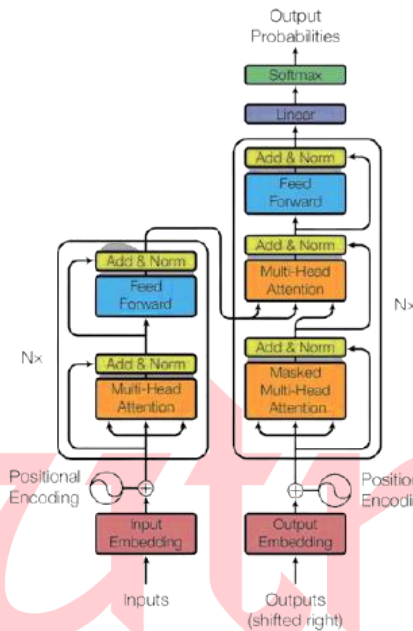 Output
Probabilities
Softmax
Linear
Add & Norm
Feed
Forward
Add & Norm
Multi-Head
Attention
Add & Norm
Masked
Multi-Head
Attention
Nx
Add & Norm
Feed
Forward
Add & Norm
Multi-Head
Attention
Nx
Positional
Encoding
Input
Embedding
Inputs
Position
Encodi
Output
Embedding
Outputs
(shifted right)